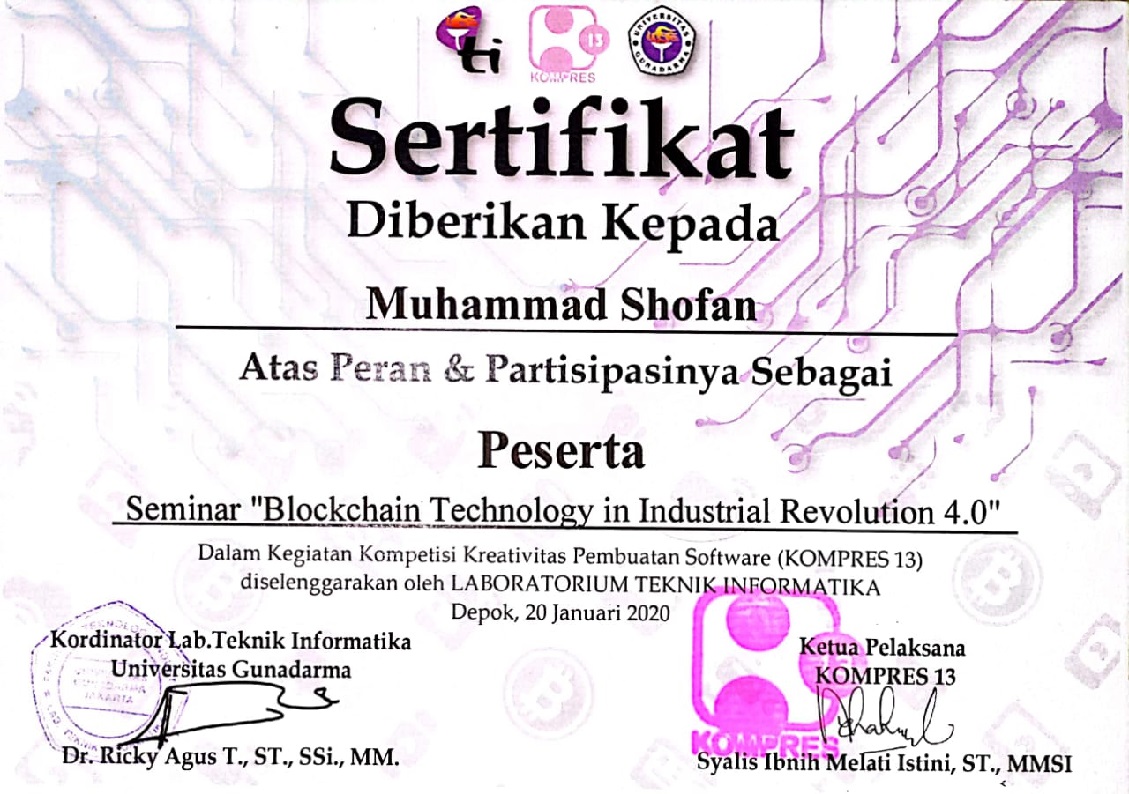 ti
13
KOMPRES
UNIVERSITAS GUNADARMA
Sertifikat
Diberikan Kepada
Muhammad Shofan
Atas Peran & Partisipasinya Sebagai
Peserta
Seminar "Blockchain Technology in Industrial Revolution 4.0"
Dalam Kegiatan Kompetisi Kreativitas Pembuatan Software (KOMPRES 13)
diselenggarakan oleh LABORATORIUM TEKNIK INFORMATIKA
Depok, 20 Januari 2020
Kordinator Lab.Teknik Informatika
Universitas Gunadarma
Dr. Ricky Agus T., ST., SSi., MM.
Ketua Pelaksana
KOMPRES 13
KOMPRES
Syalis Ibnih Melati Istini, ST., MMSI